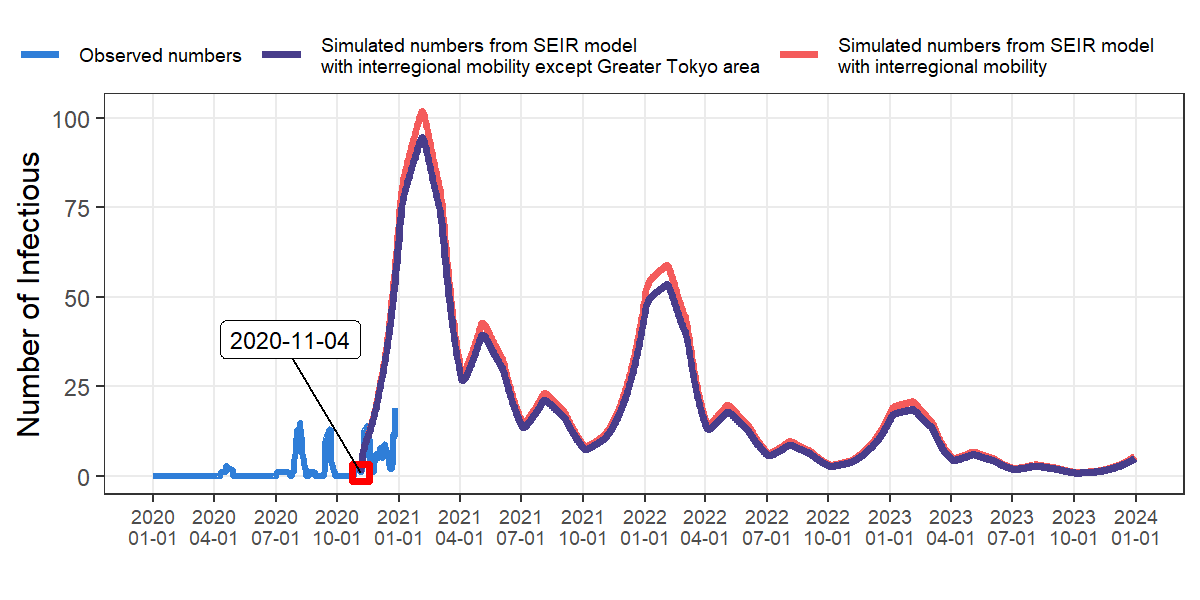 Observed numbers
Simulated numbers from SEIR model
with interregional mobility except Greater Tokyo area
Simulated numbers from SEIR model
with interregional mobility
Number of Infectious
100
75
50
25
0
2020-11-04
2020 2020 2020 2020 2021 2021 2021 2021 2022 2022 2022 2022 2023 2023 2023 2023 2024
01-01 04-01 07-01 10-01 01-01 04-01 07-01 10-01 01-01 04-01 07-01 10-01 01-01 04-01 07-01 10-01 01-01